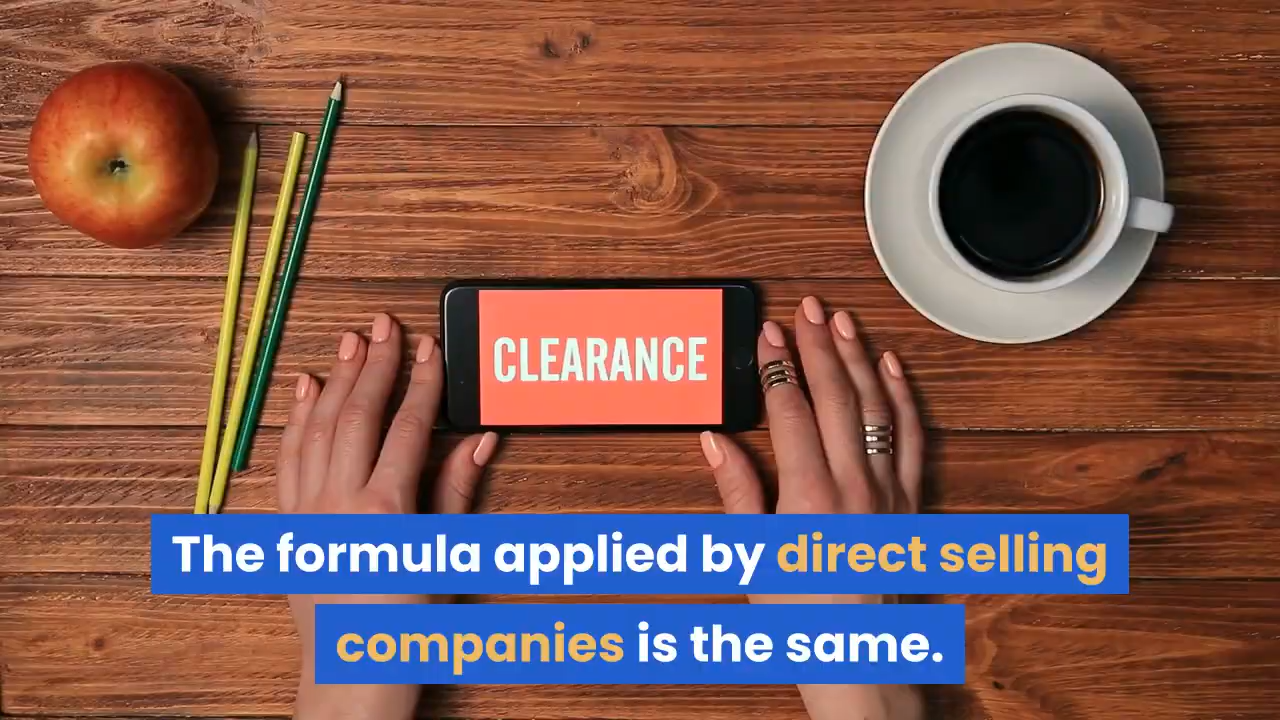 CLEARANCE
The formula applied by direct selling
companies is the same.